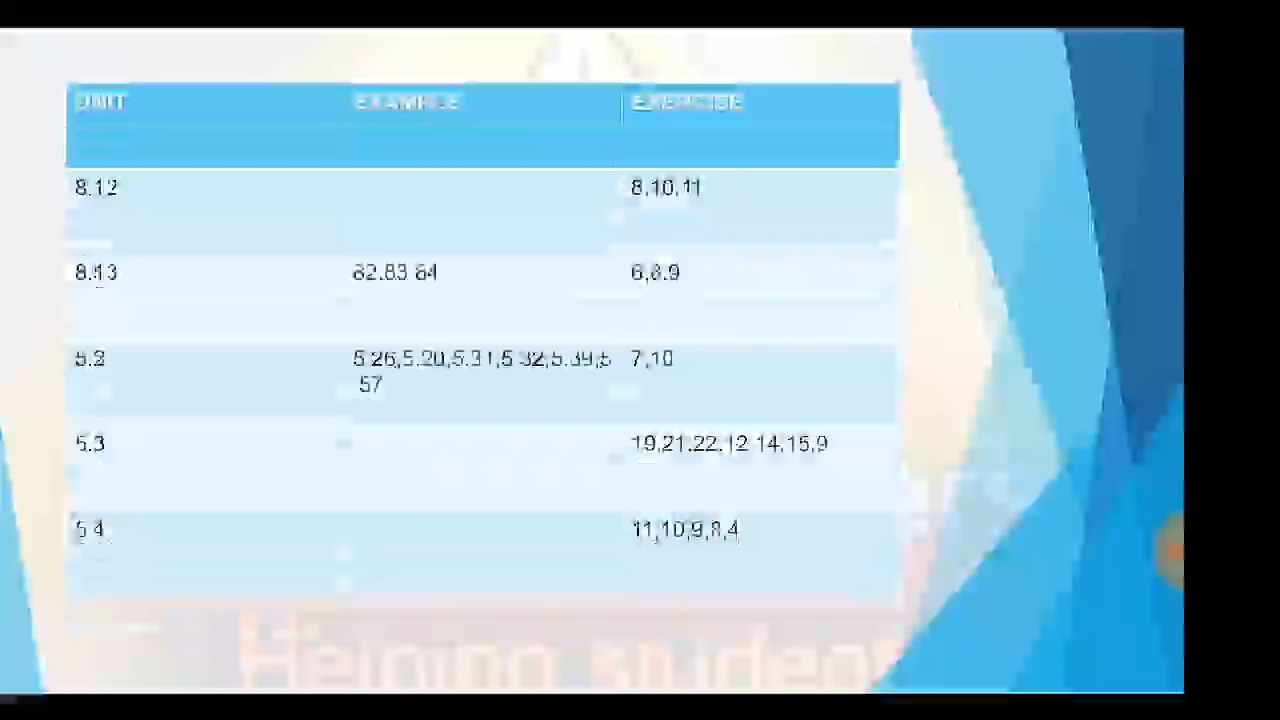 UNIT EXAMPLE EXERCISE
8.12 8,10,11
8.13 82.83 84 6,8.9
5.2 5 26,5.20,5.31,5 32,5.39,5 7,10
57
5.3 19,21.22.12 14,15,9
5 4 11,10,9,8,4
Helping student